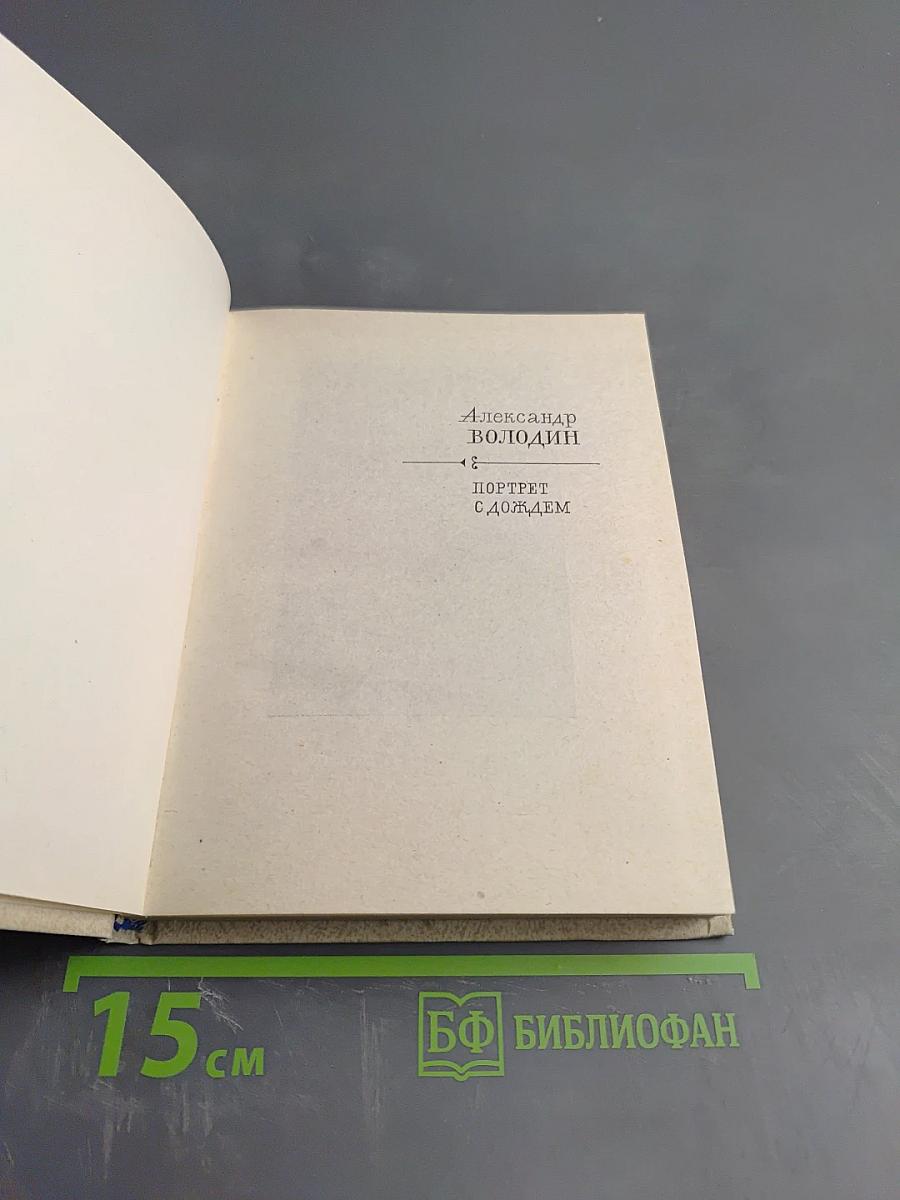 Александр
ВОЛОДИН
ПОРТРЕТ
С ДОЖДЕМ
15 см
БФ БИБЛИОФАН